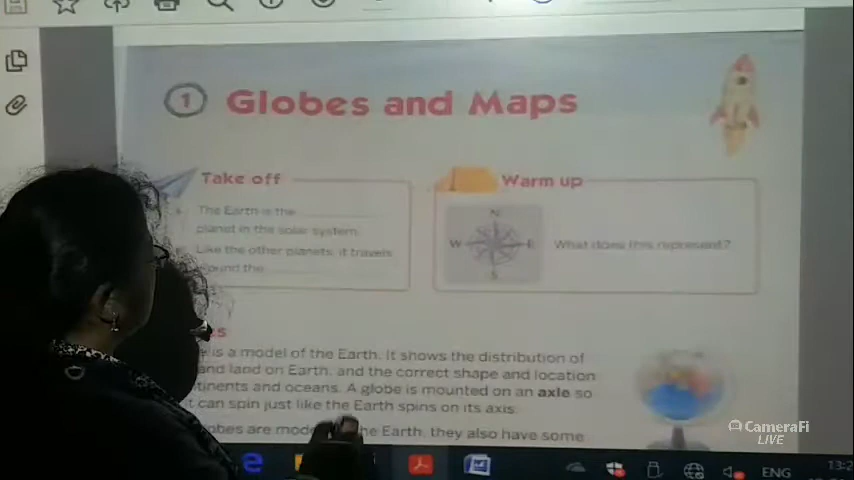 1 Globes and Maps
Take off
The Earth is the
planet in the solar system.
Like the other planets, it travels
the
Warm up
N
W E
S
What does this represent?
is a model of the Earth. It shows the distribution of
and land on Earth, and the correct shape and location
and oceans. A globe is mounted on an axle so
can spin just like the Earth spins on its axis.
the Earth, they also have some
CameraFi
LIVE
ENG
13:2